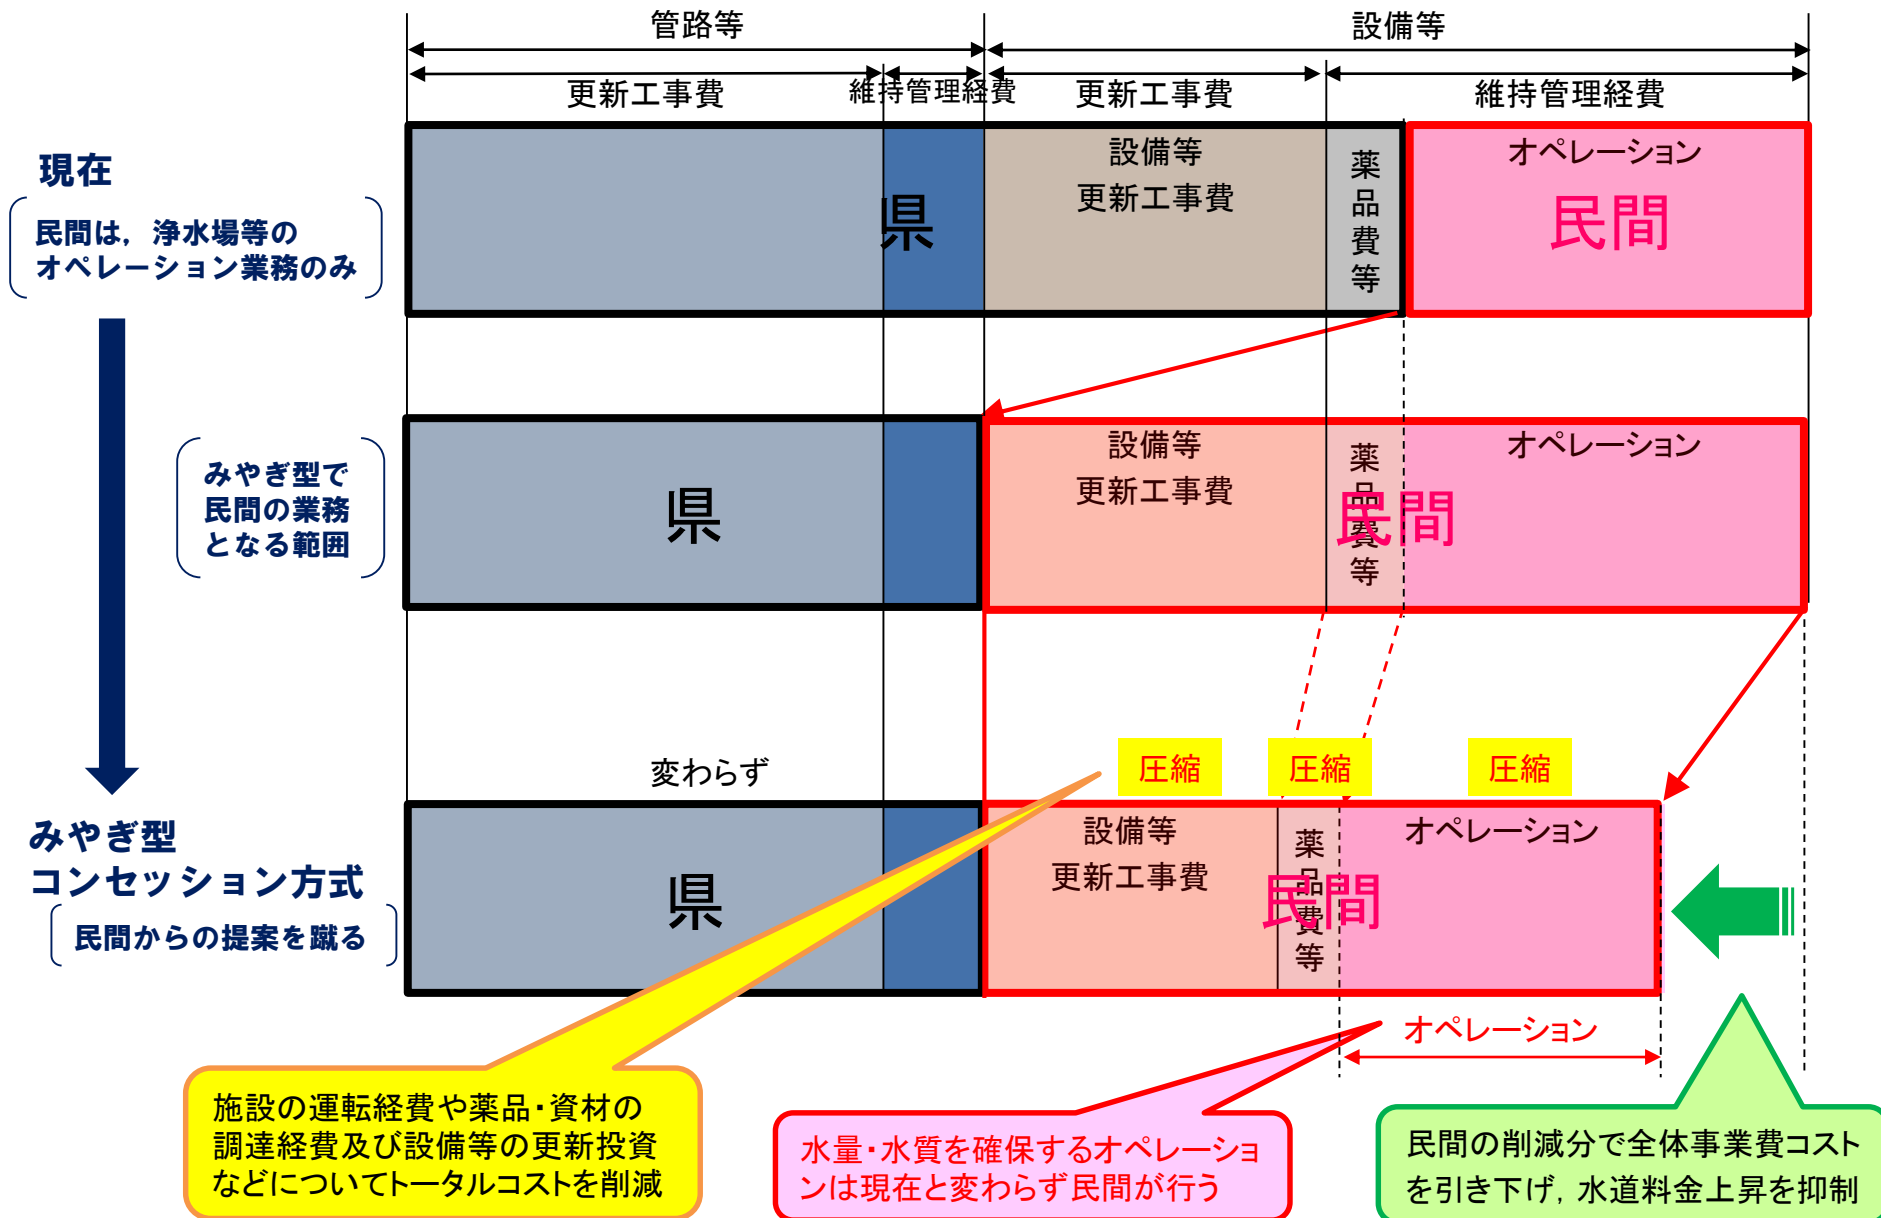 管路等
設備等
更新工事費
維持管理経費
更新工事費
維持管理経費
現在
民間は，浄水場等の
オペレーション業務のみ
県
設備等
更新工事費
薬品費等
オペレーション
民間
みやぎ型で
民間の業務
となる範囲
県
設備等
更新工事費
薬品費等
オペレーション
民間
変わらず
圧縮
圧縮
圧縮
みやぎ型
コンセッション方式
民間からの提案を蹴る
県
設備等
更新工事費
薬品費等
オペレーション
民間
オペレーション
施設の運転経費や薬品・資材の
調達経費及び設備等の更新投資
などについてトータルコストを削減
水量・水質を確保するオペレーショ
ンは現在と変わらず民間が行う
民間の削減分で全体事業費コスト
を引き下げ，水道料金上昇を抑制